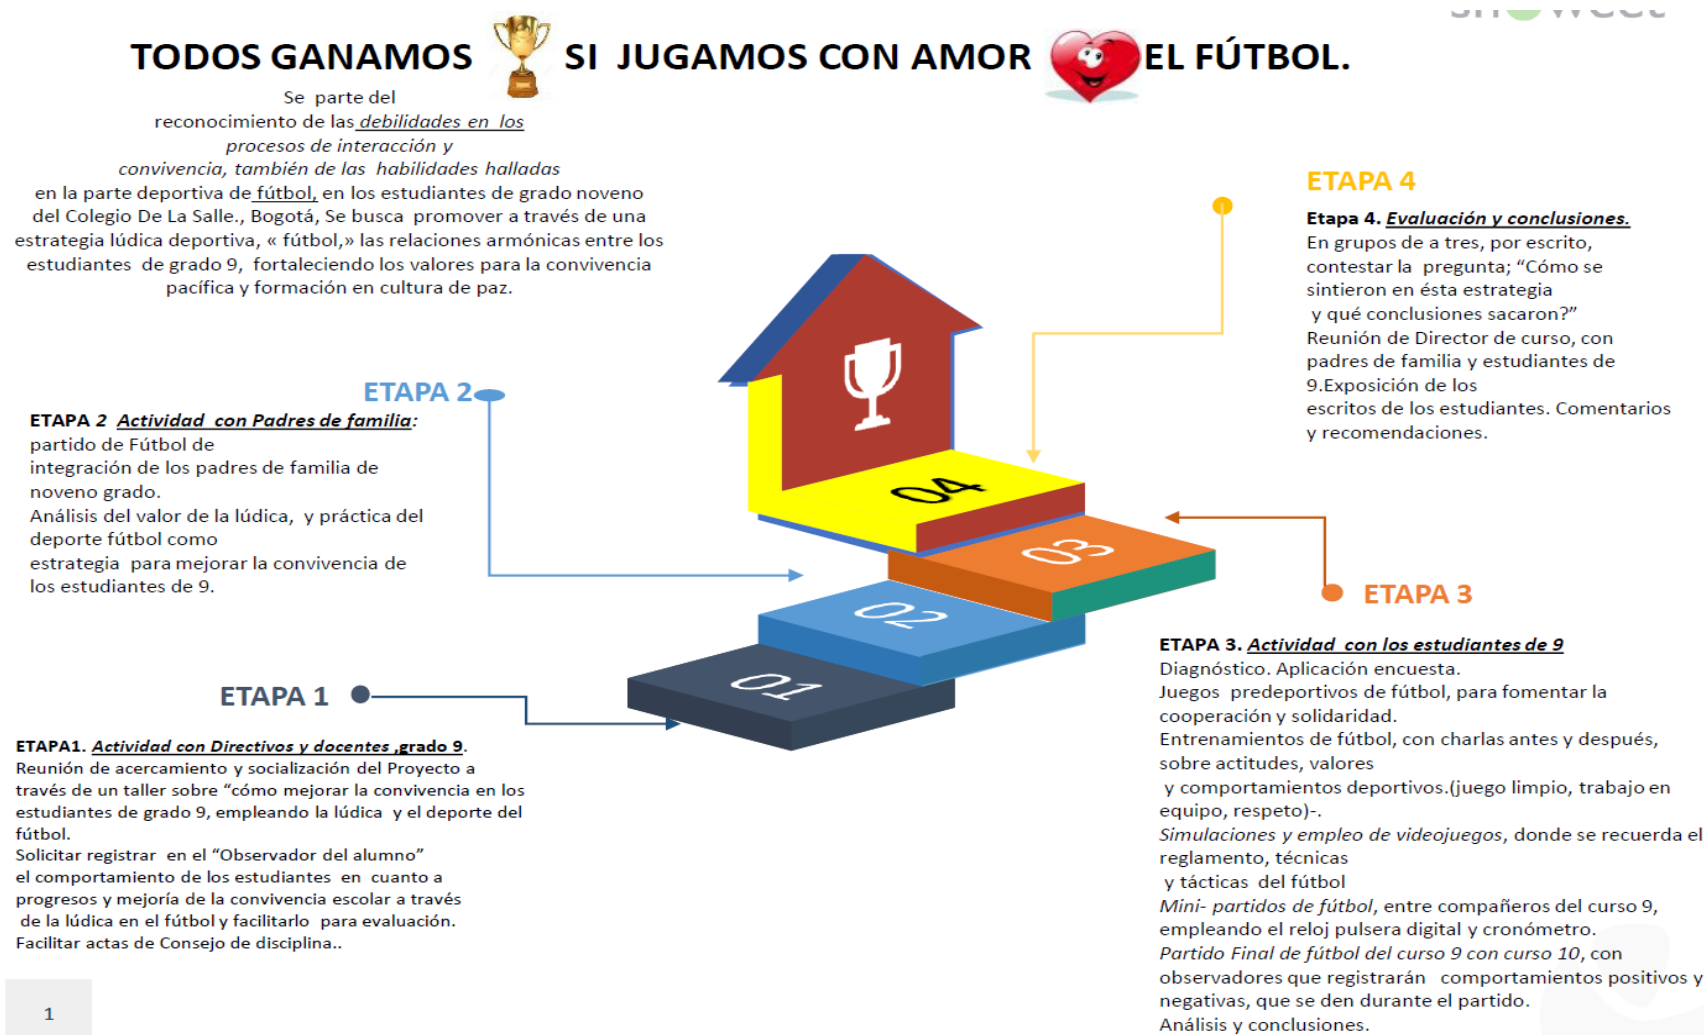 TODOS GANAMOS SI JUGAMOS CON AMOR EL FÚTBOL.
Se parte del
reconocimiento de las debilidades en los
procesos de interacción y
convivencia, también de las habilidades halladas
en la parte deportiva de fútbol, en los estudiantes de grado noveno
del Colegio De La Salle., Bogotá, Se busca promover a través de una
estrategia lúdica deportiva, « fútbol,» las relaciones armónicas entre los
estudiantes de grado 9, fortaleciendo los valores para la convivencia
pacífica y formación en cultura de paz.
ETAPA 2
ETAPA 2 Actividad con Padres de familia:
partido de Fútbol de
integración de los padres de familia de
noveno grado.
Análisis del valor de la lúdica, y práctica del
deporte fútbol como
estrategia para mejorar la convivencia de
los estudiantes de 9.
ETAPA 1
ETAPA1. Actividad con Directivos y docentes ,grado 9.
Reunión de acercamiento y socialización del Proyecto a
través de un taller sobre “cómo mejorar la convivencia en los
estudiantes de grado 9, empleando la lúdica y el deporte del
fútbol.
Solicitar registrar en el “Observador del alumno”
el comportamiento de los estudiantes en cuanto a
progresos y mejoría de la convivencia escolar a través
de la lúdica en el fútbol y facilitarlo para evaluación.
Facilitar actas de Consejo de disciplina..
04
03
02
01
ETAPA 4
Etapa 4. Evaluación y conclusiones.
En grupos de a tres, por escrito,
contestar la pregunta; “Cómo se
sintieron en ésta estrategia
y qué conclusiones sacaron?”
Reunión de Director de curso, con
padres de familia y estudiantes de
9.Exposición de los
escritos de los estudiantes. Comentarios
y recomendaciones.
ETAPA 3
ETAPA 3. Actividad con los estudiantes de 9
Diagnóstico. Aplicación encuesta.
Juegos predeportivos de fútbol, para fomentar la
cooperación y solidaridad.
Entrenamientos de fútbol, con charlas antes y después,
sobre actitudes, valores
y comportamientos deportivos.(juego limpio, trabajo en
equipo, respeto)-.
Simulaciones y empleo de videojuegos, donde se recuerda el
reglamento, técnicas
y tácticas del fútbol
Mini- partidos de fútbol, entre compañeros del curso 9,
empleando el reloj pulsera digital y cronómetro.
Partido Final de fútbol del curso 9 con curso 10, con
observadores que registrarán comportamientos positivos y
negativas, que se den durante el partido.
Análisis y conclusiones.
1